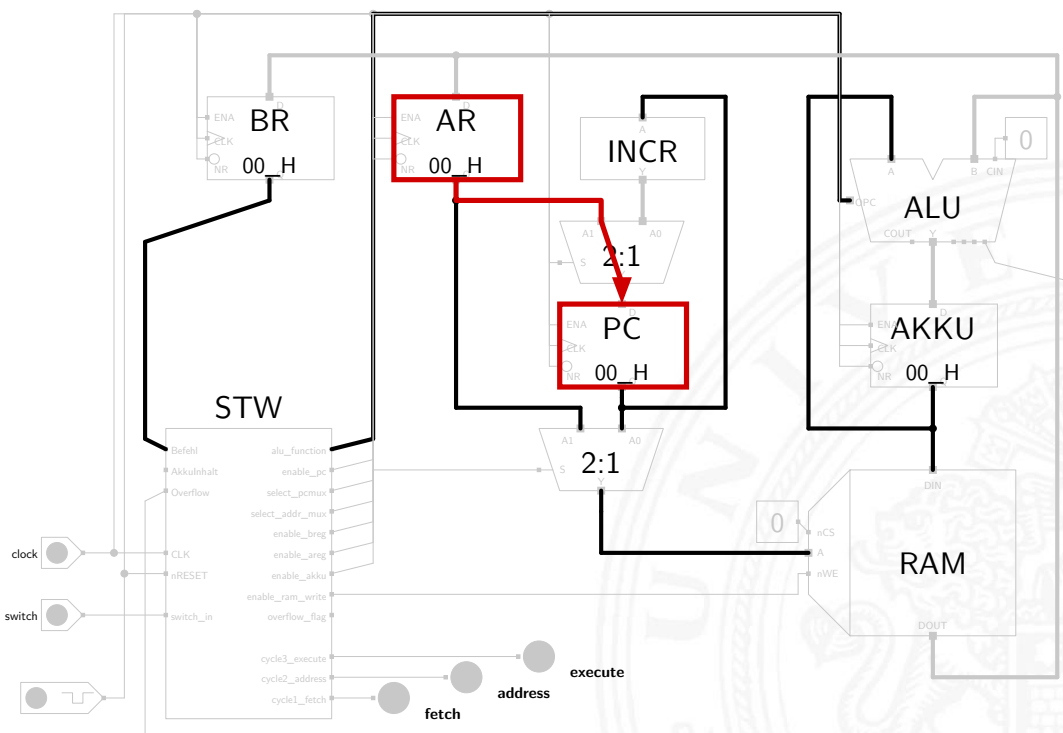 BR
D
ENA
CLK
NR
00_H
AR
D
ENA
CLK
NR
00_H
A
INCR
Y
A1
A0
2:1
S
D
PC
ENA
CLK
NR
00_H
A1
A0
2:1
S
Y
0
A
B
CIN
OPC
ALU
COUT
Y
D
ENA
AKKU
CLK
NR
00_H
STW
Befehl
alu_function
AkkuInhalt
enable_pc
Overflow
select_pcmux
select_addr_mux
enable_breg
clock
CLK
enable_areg
nRESET
enable_akku
enable_ram_write
switch
switch_in
overflow_flag
cycle3_execute
execute
cycle2_address
address
cycle1_fetch
fetch
DIN
0
nCS
A
RAM
nWE
DOUT
U N I V E